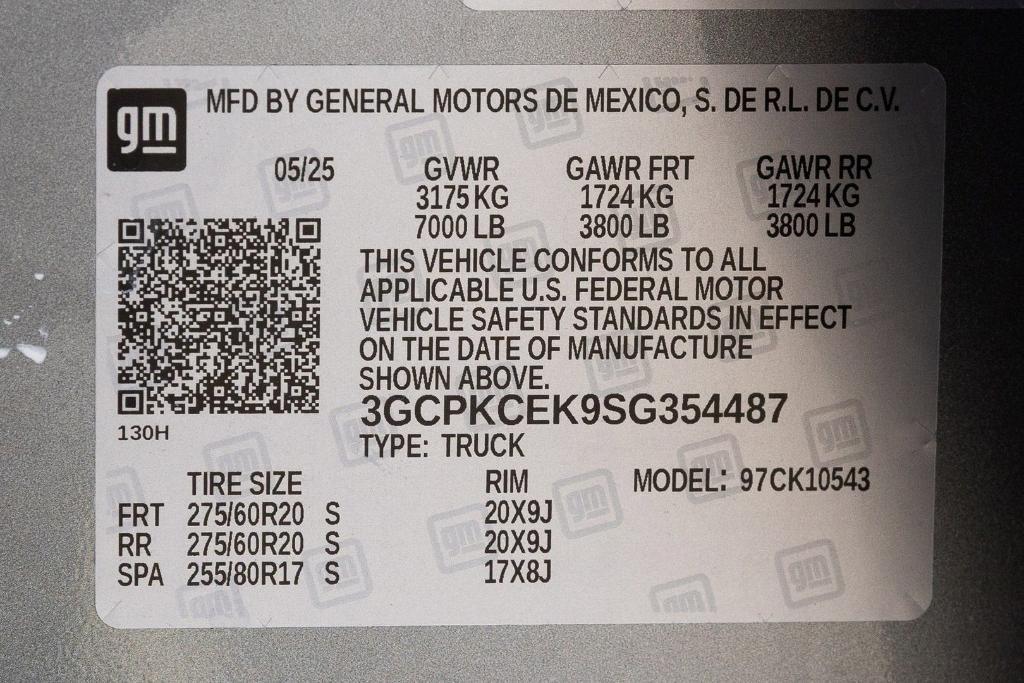 gm MFD BY GENERAL MOTORS DE MEXICO, S. DE R.L. DE C.V.
05/25 GVWR GAWR FRT GAWR RR
3175 KG 1724 KG 1724 KG
7000 LB 3800 LB 3800 LB
THIS VEHICLE CONFORMS TO ALL
APPLICABLE U.S. FEDERAL MOTOR
VEHICLE SAFETY STANDARDS IN EFFECT
ON THE DATE OF MANUFACTURE
SHOWN ABOVE.
3GCPKCEK9SG354487
130H
TYPE: TRUCK
TIRE SIZE RIM MODEL: 97CK10543
FRT 275/60R20 S 20X9J
RR 275/60R20 S 20X9J
SPA 255/80R17 S 17X8J